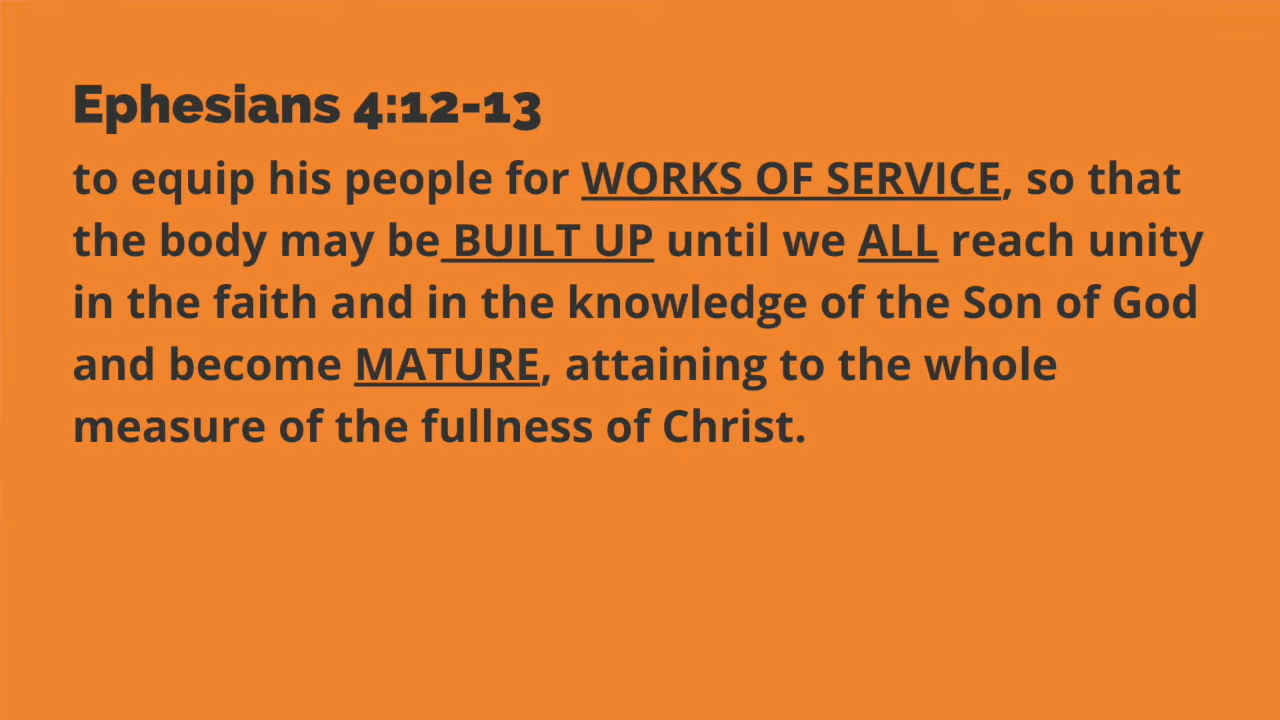 Ephesians 4:12-13
to equip his people for WORKS OF SERVICE, so that
the body may be BUILT UP until we ALL reach unity
in the faith and in the knowledge of the Son of God
and become MATURE, attaining to the whole
measure of the fullness of Christ.